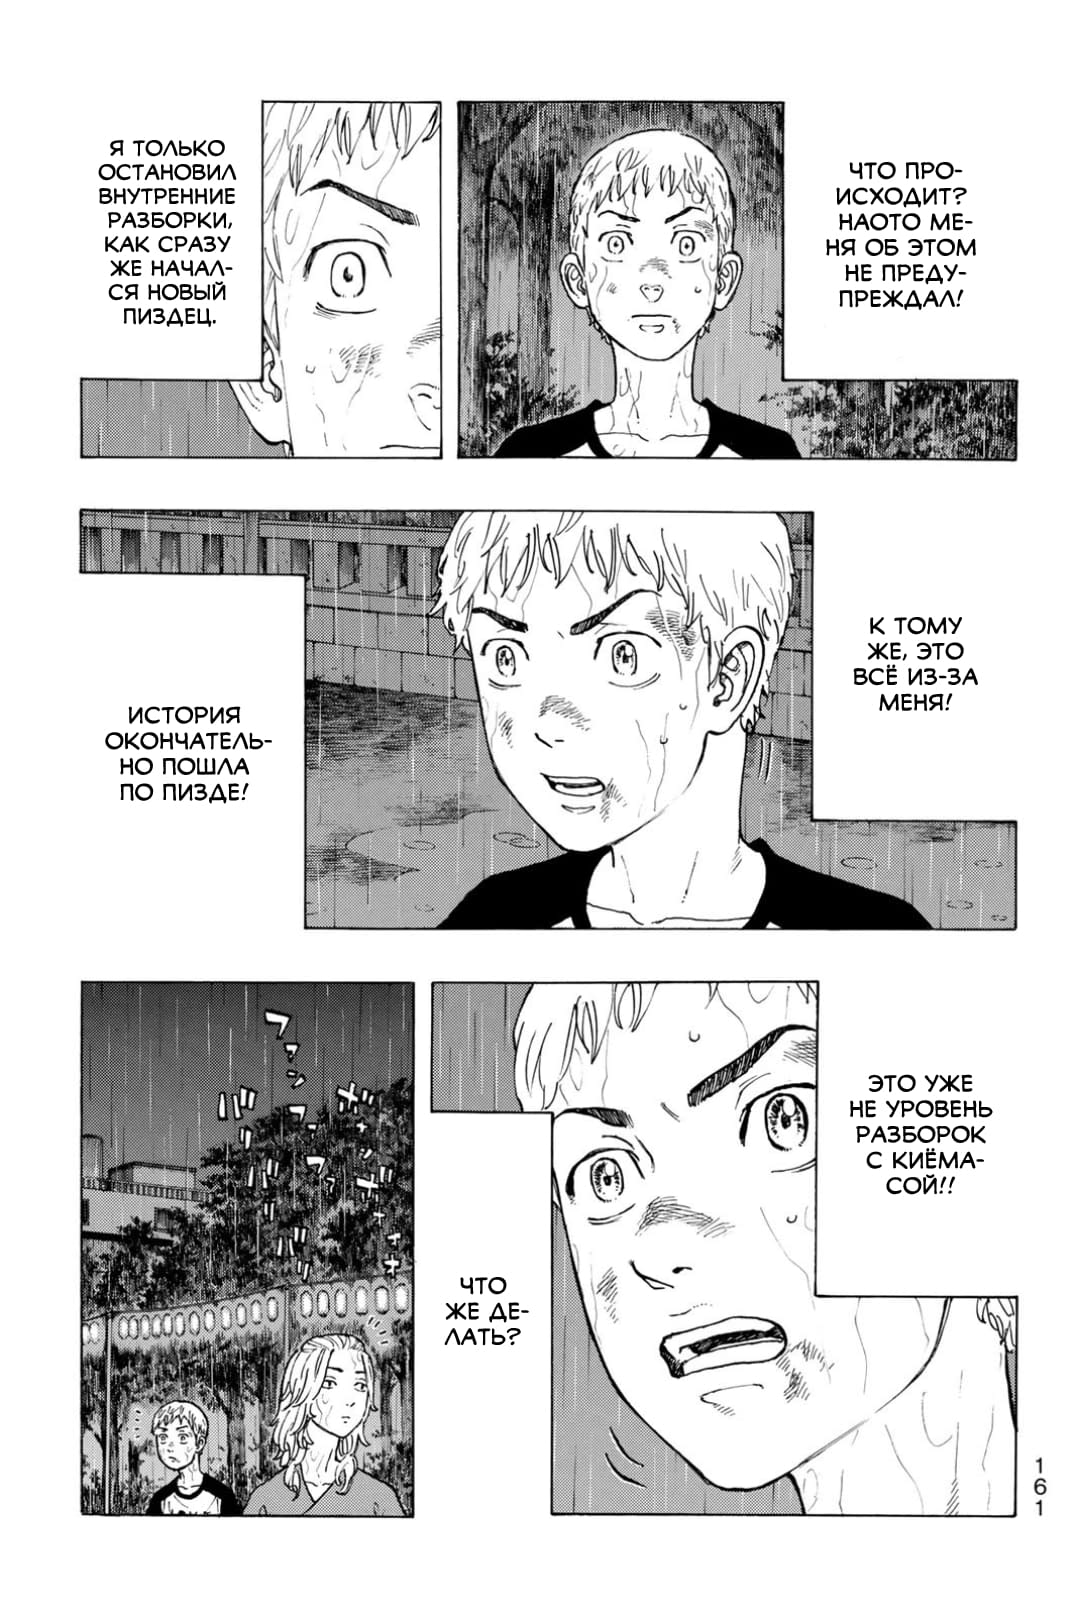 ЧТО ПРО-
ИСХОДИТ?
НАОТО МЕ-
НЯ ОБ ЭТОМ
НЕ ПРЕДУ-
ПРЕЖДАЛ!
Я ТОЛЬКО
ОСТАНОВИЛ
ВНУТРЕННИЕ
РАЗБОРКИ,
КАК СРАЗУ
ЖЕ НАЧАЛ-
СЯ НОВЫЙ
ПИЗДЕЦ.
К ТОМУ
ЖЕ, ЭТО
ВСЁ ИЗ-ЗА
МЕНЯ!
ИСТОРИЯ
ОКОНЧАТЕЛЬ-
НО ПОШЛА
ПО ПИЗДЕ!
ЭТО УЖЕ
НЕ УРОВЕНЬ
РАЗБОРОК
С КИЁМА-
СОЙ!!
ЧТО
ЖЕ ДЕ-
ЛАТЬ?
161